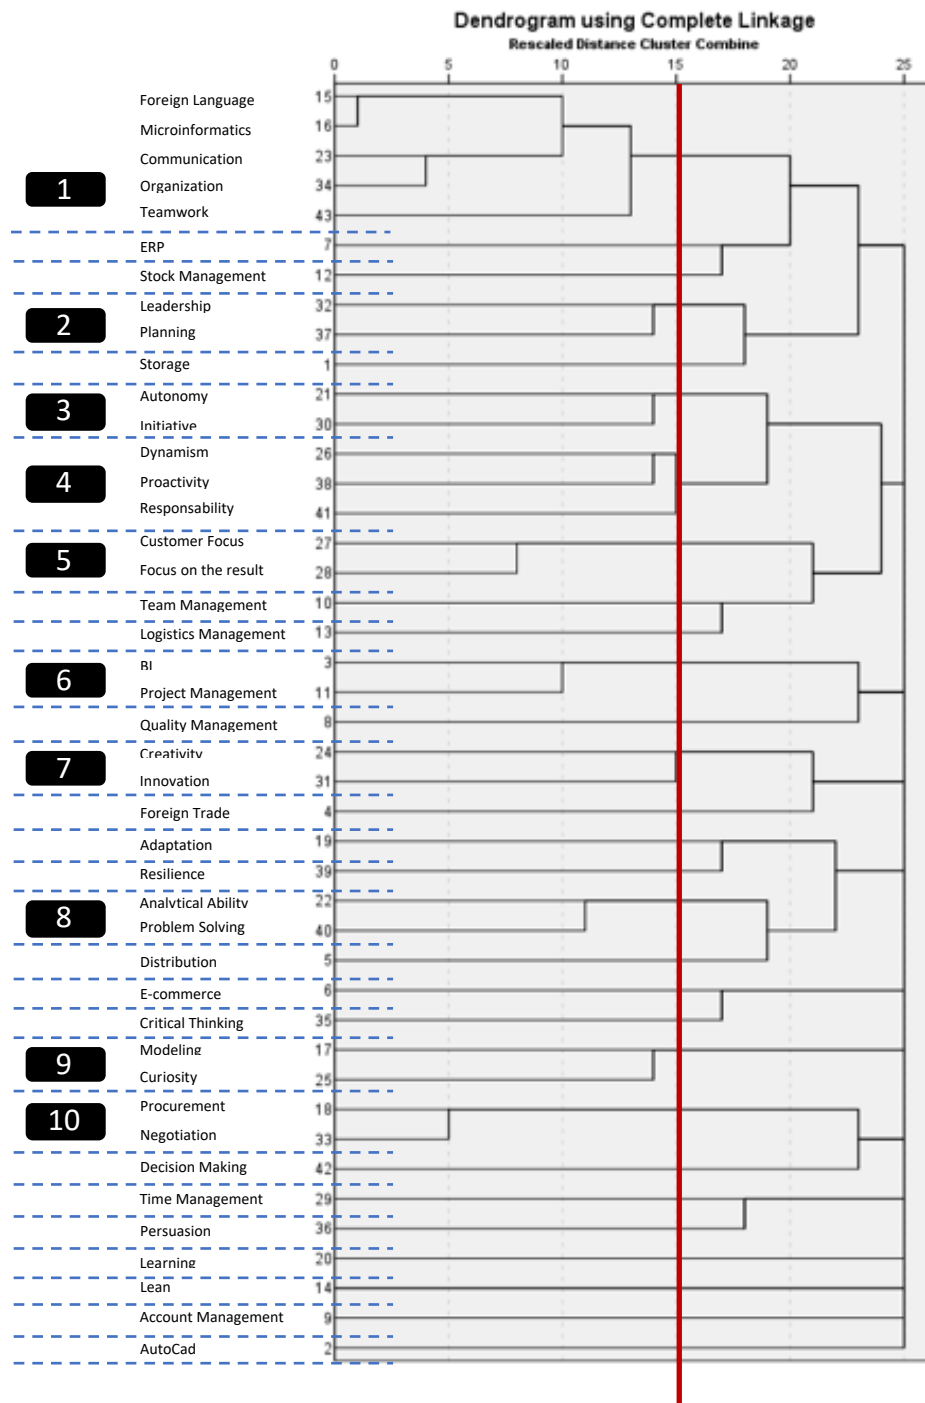 Dendrogram using Complete Linkage
Rescaled Distance Cluster Combine
0 5 10 15 20 25
Foreign Language 15
Microinformatics 16
Communication 23
1 Organization 34
Teamwork 43
ERP 7
Stock Management 12
Leadership 32
2 Planning 37
Storage 1
Autonomy 21
3 Initiative 30
Dynamism 26
4 Proactivity 38
Responsability 41
Customer Focus 27
5 Focus on the result 28
Team Management 10
Logistics Management 13
BI 3
6 Project Management 11
Quality Management 8
Creativity 24
7 Innovation 31
Foreign Trade 4
Adaptation 19
Resilience 39
Analytical Ability 22
8 Problem Solving 40
Distribution 5
E-commerce 6
Critical Thinking 35
Modeling 17
9 Curiosity 25
Procurement 18
10 Negotiation 33
Decision Making 42
Time Management 29
Persuasion 36
Learning 20
Lean 14
Account Management 9
AutoCad 2